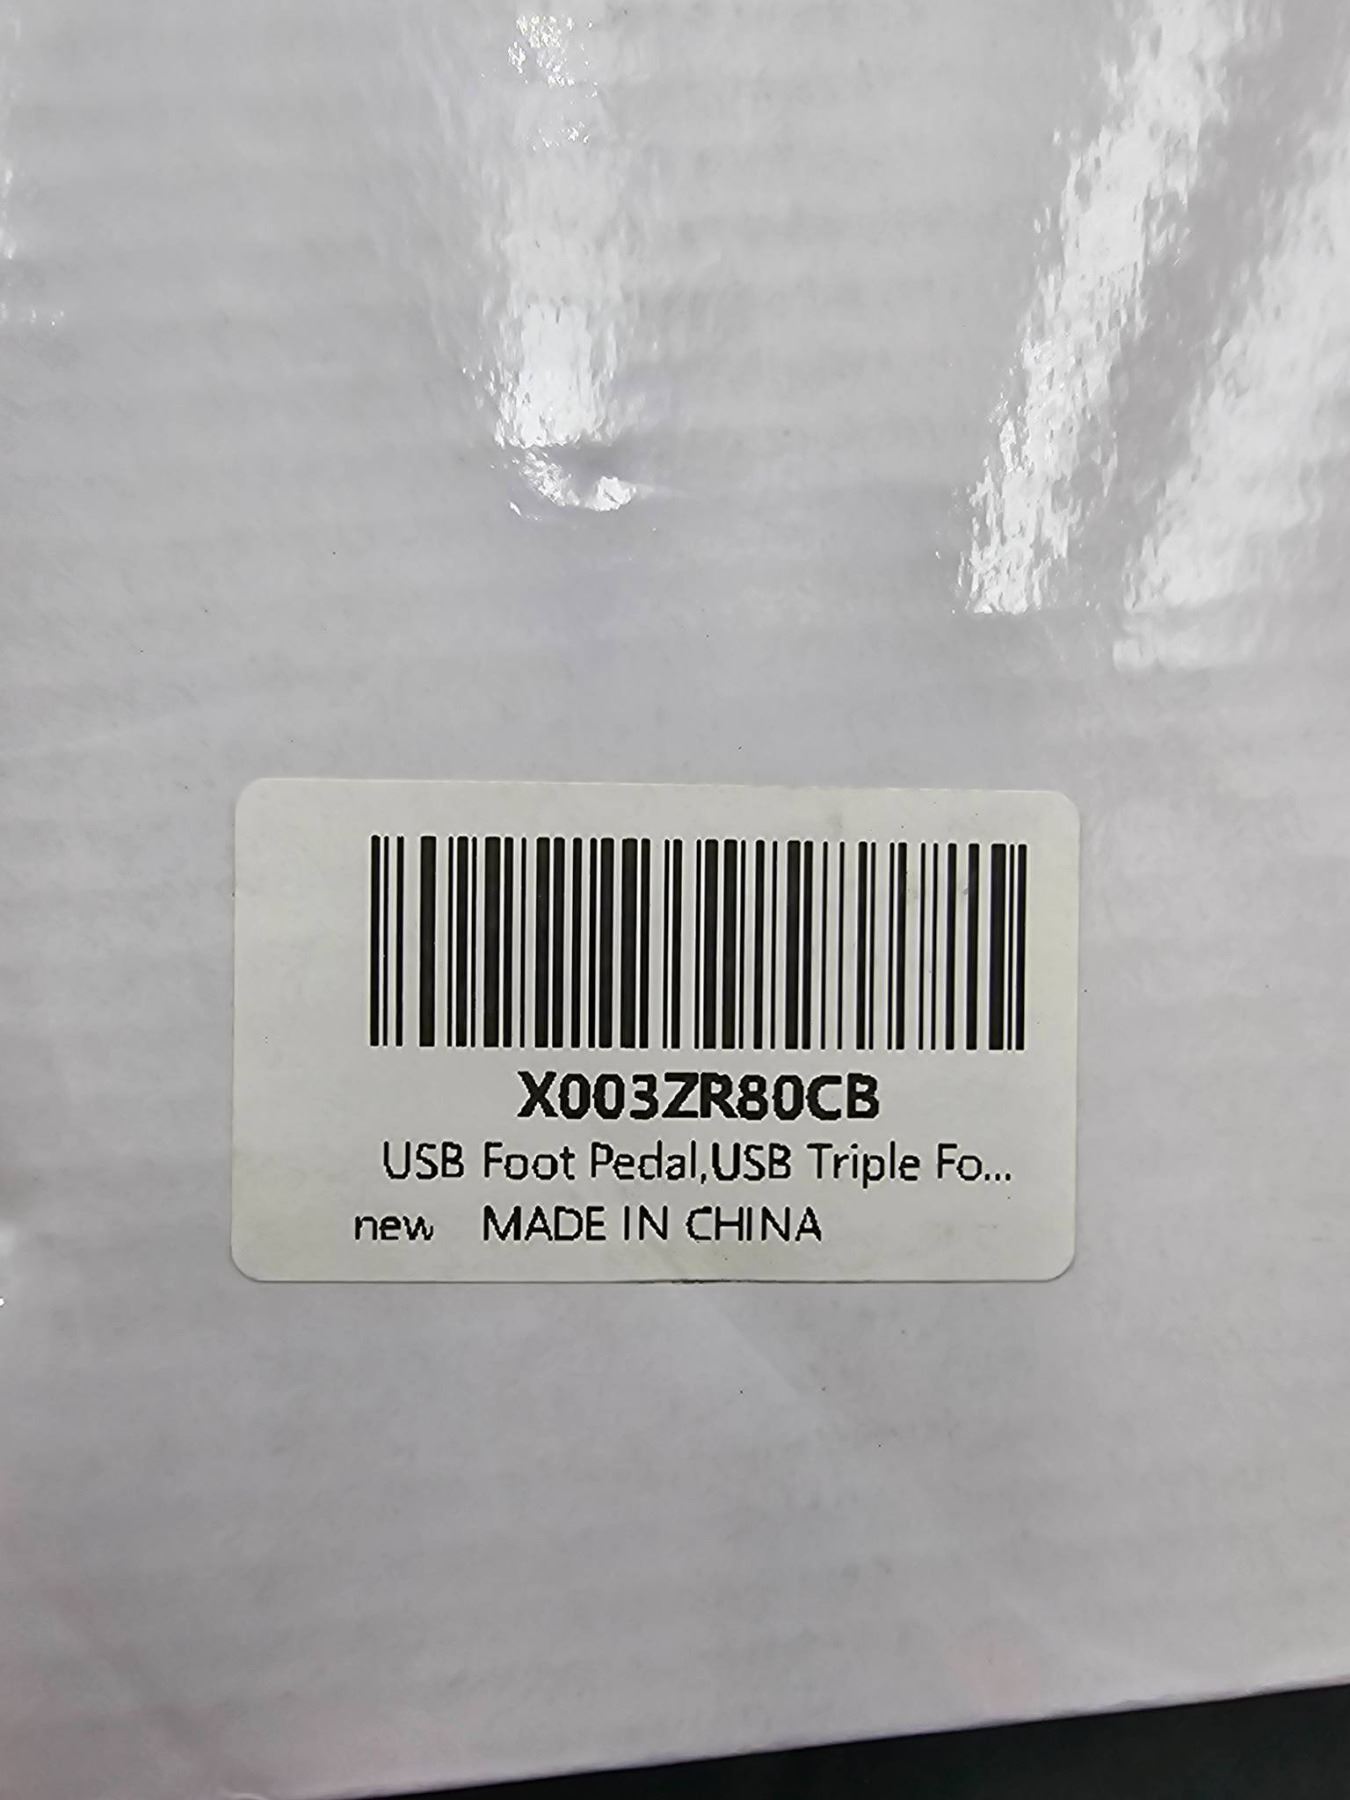 X003ZR80CB
USB Foot Pedal,USB Triple Fo...
new MADE IN CHINA